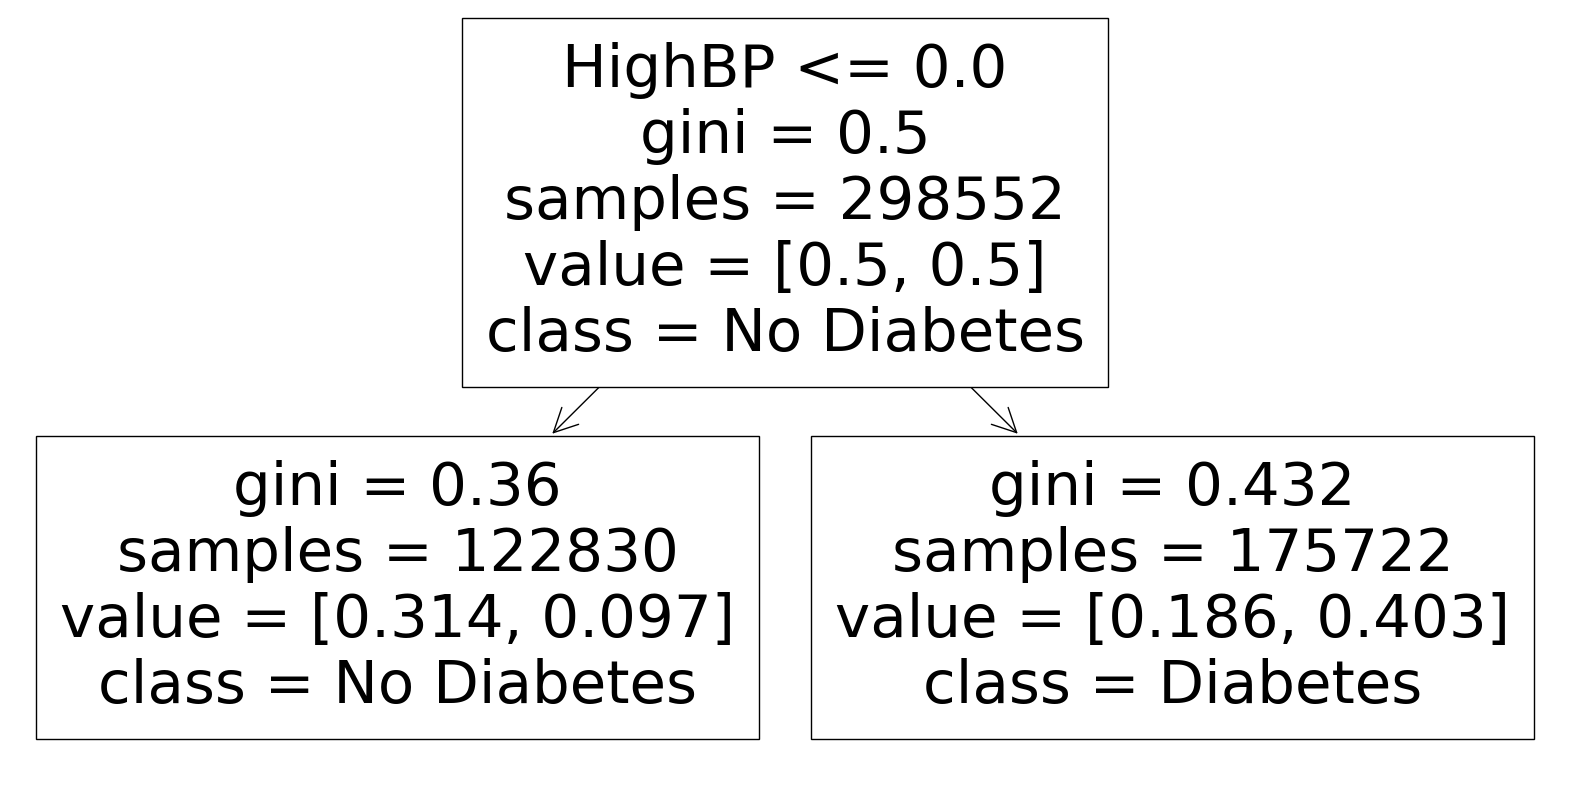 HighBP <= 0.0
gini = 0.5
samples = 298552
value = [0.5, 0.5]
class = No Diabetes
gini = 0.36
samples = 122830
value = [0.314, 0.097]
class = No Diabetes
gini = 0.432
samples = 175722
value = [0.186, 0.403]
class = Diabetes